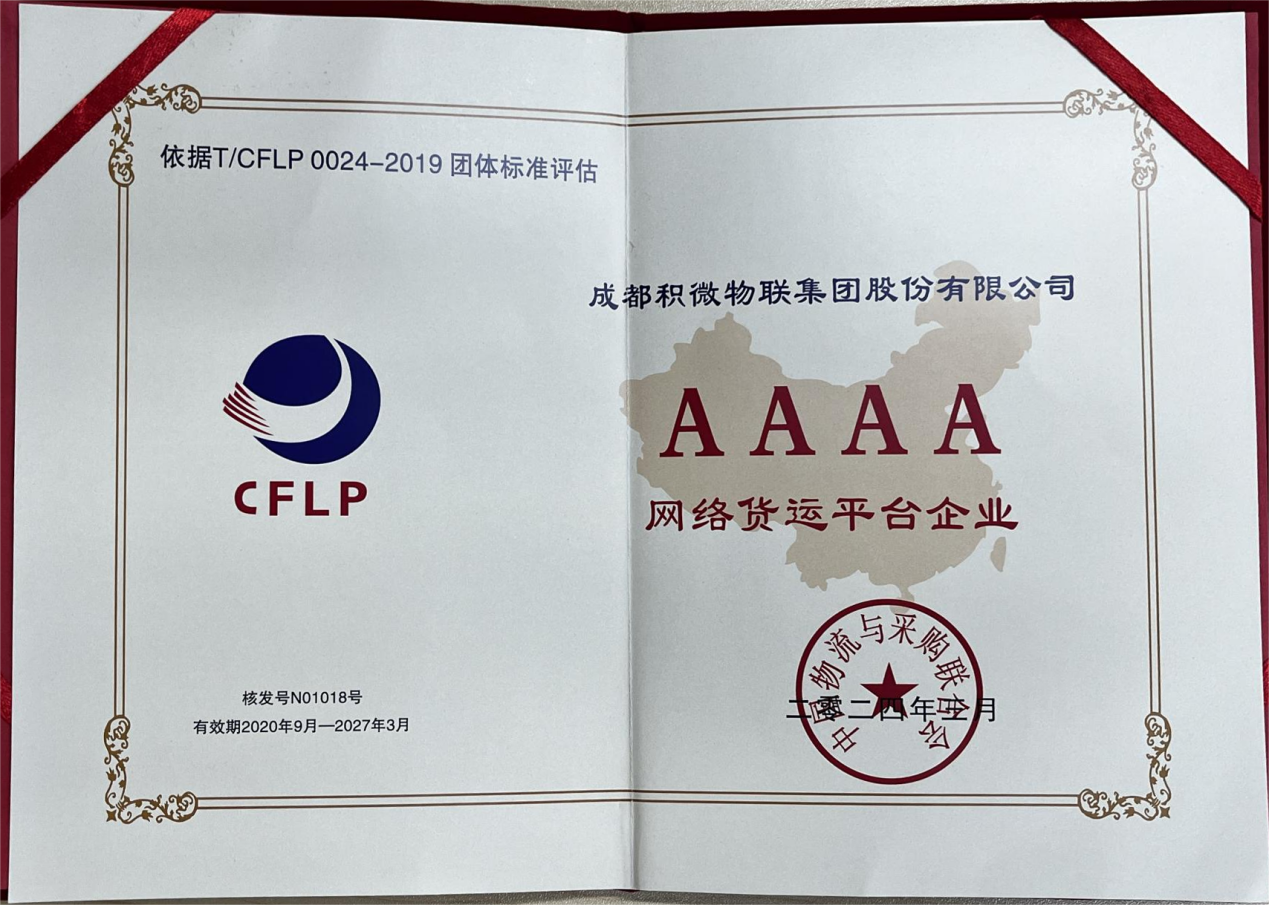 依据T/CFLP 0024-2019 团体标准评估
CFLP
核发号N01018号
有效期2020年9月—2027年3月
成都积微物联集团股份有限公司
AAAA
网络货运平台企业
中国物流与采购联合会
二零二四年三月